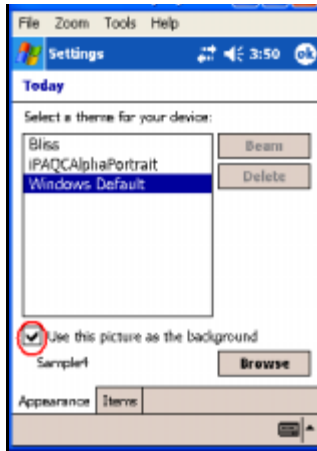 File Zoom Tools Help
Settings 3:50 ok
Today
Select a theme for your device:
Bliss
iPAQCAlphaPortrait
Windows Default
Beam
Delete
Use this picture as the background
Sample4
Browse
Appearance Items